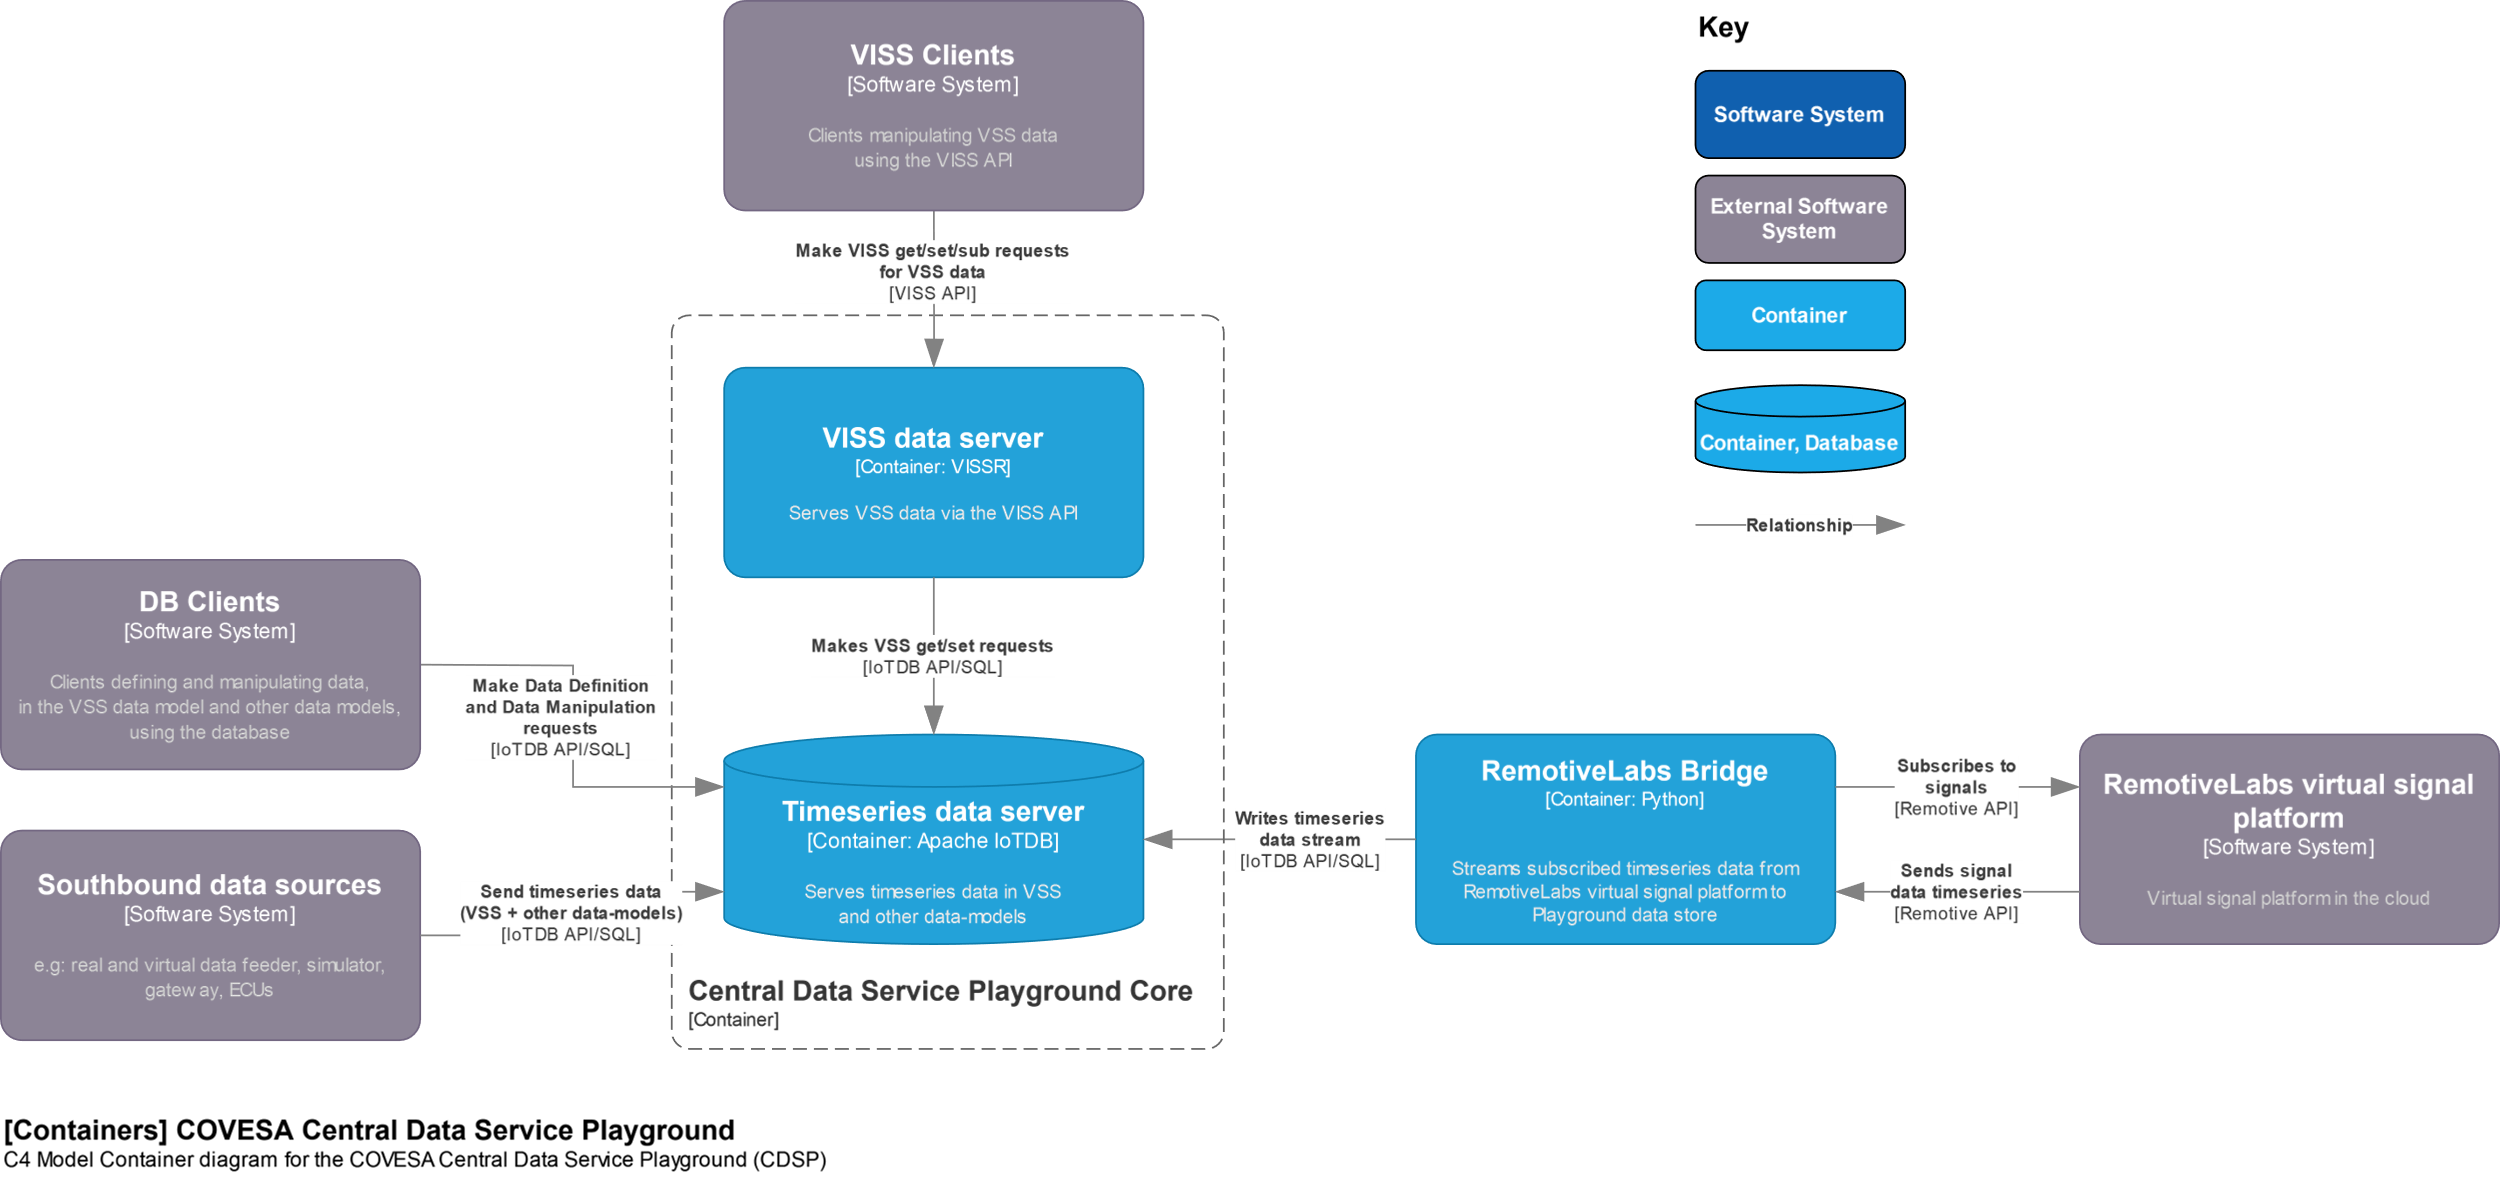 VISS Clients
[Software System]
Clients manipulating VSS data
using the VISS API
Make VISS get/set/sub requests
for VSS data
[VISS API]
VISS data server
[Container: VISSR]
Serves VSS data via the VISS API
Makes VSS get/set requests
[IoTDB API/SQL]
DB Clients
[Software System]
Clients defining and manipulating data,
in the VSS data model and other data models,
using the database
Make Data Definition
and Data Manipulation
requests
[IoTDB API/SQL]
Southbound data sources
[Software System]
e.g: real and virtual data feeder, simulator,
gateway, ECUs
Send timeseries data
(VSS + other data-models)
[IoTDB API/SQL]
Timeseries data server
[Container: Apache IoTDB]
Serves timeseries data in VSS
and other data-models
Central Data Service Playground Core
[Container]
Writes timeseries
data stream
[IoTDB API/SQL]
RemotiveLabs Bridge
[Container: Python]
Streams subscribed timeseries data from
RemotiveLabs virtual signal platform to
Playground data store
Subscribes to
signals
[Remotive API]
Sends signal
data timeseries
[Remotive API]
RemotiveLabs virtual signal
platform
[Software System]
Virtual signal platform in the cloud
Key
Software System
External Software
System
Container
Container, Database
Relationship
[Containers] COVESA Central Data Service Playground
C4 Model Container diagram for the COVESA Central Data Service Playground (CDSP)